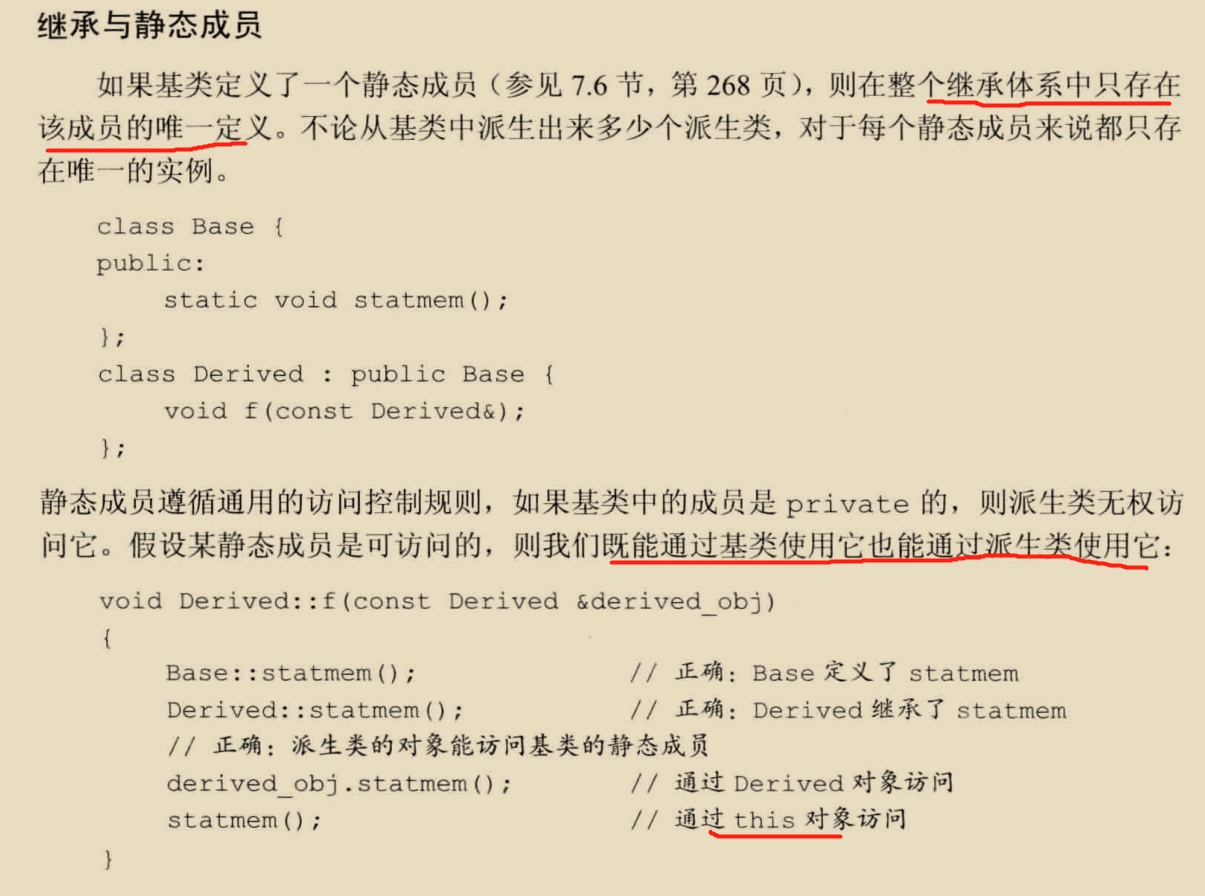 继承与静态成员
如果基类定义了一个静态成员（参见 7.6 节，第 268 页），则在整个继承体系中只存在
该成员的唯一定义。不论从基类中派生出来多少个派生类，对于每个静态成员来说都只存
在唯一的实例。
class Base {
public:
static void statmem();
};
class Derived : public Base {
void f(const Derived&);
};
静态成员遵循通用的访问控制规则，如果基类中的成员是 private 的，则派生类无权访
问它。假设某静态成员是可访问的，则我们既能通过基类使用它也能通过派生类使用它：
void Derived::f(const Derived &derived_obj)
{
Base::statmem(); // 正确：Base 定义了 statmem
Derived::statmem(); // 正确：Derived 继承了 statmem
// 正确：派生类的对象能访问基类的静态成员
derived_obj.statmem(); // 通过 Derived 对象访问
statmem(); // 通过 this 对象访问
}